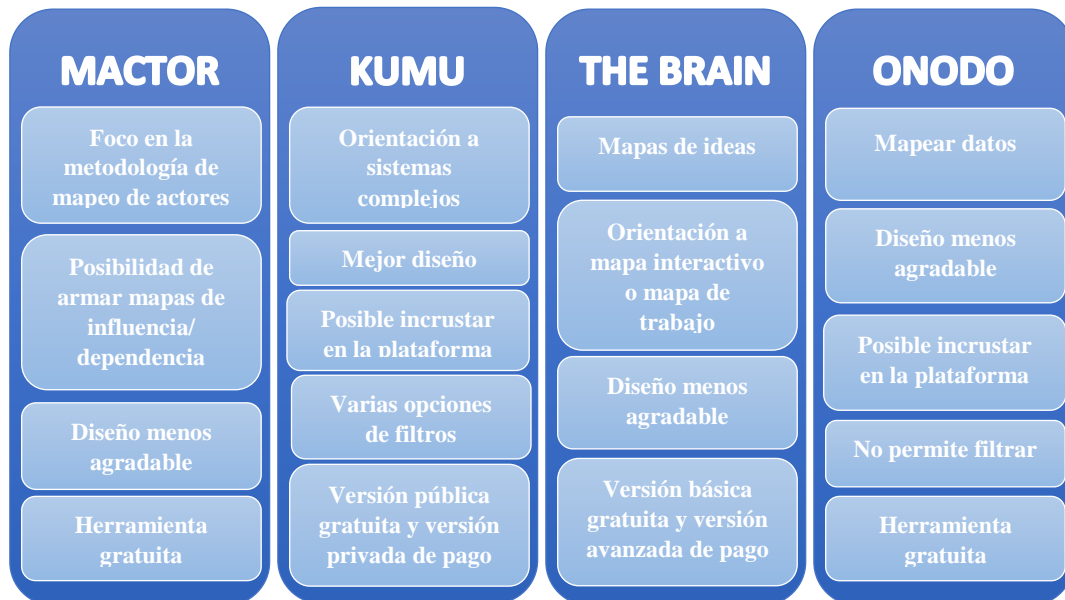 MACTOR
Foco en la
metodología de
mapeo de actores
Posibilidad de
armar mapas de
influencia/
dependencia
Diseño menos
agradable
Herramienta
gratuita
KUMU
Orientación a
sistemas
complejos
Mejor diseño
Posible incrustar
en la plataforma
Varias opciones
de filtros
Versión pública
gratuita y versión
privada de pago
THE BRAIN
Mapas de ideas
Orientación a
mapa interactivo
o mapa de
trabajo
Diseño menos
agradable
Versión básica
gratuita y versión
avanzada de pago
ONODO
Mapear datos
Diseño menos
agradable
Posible incrustar
en la plataforma
No permite filtrar
Herramienta
gratuita